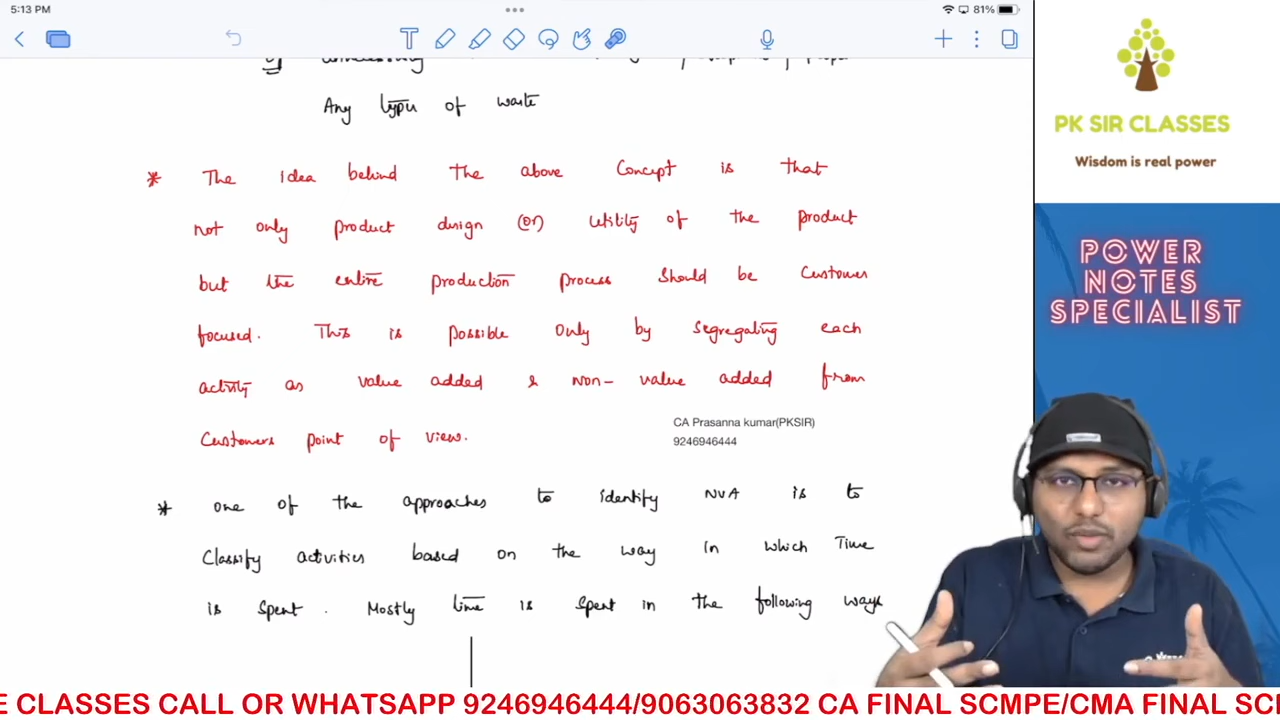 5:13 PM
81%
Any type of waste
* The idea behind the above Concept is that
not only product design (or) utility of the product
but the entire production process should be customer
focused. This is possible only by segregating each
activity as value added & non-value added from
Customers point of view.
CA Prasanna kumar(PKSIR)
9246946444
* One of the approaches to identify NVA is to
Classify activities based on the way in which Time
is spent. Mostly time is spent in the following ways
PK SIR CLASSES
Wisdom is real power
POWER
NOTES
SPECIALIST
E CLASSES CALL OR WHATSAPP 9246946444/9063063832 CA FINAL SCMPE/CMA FINAL SC